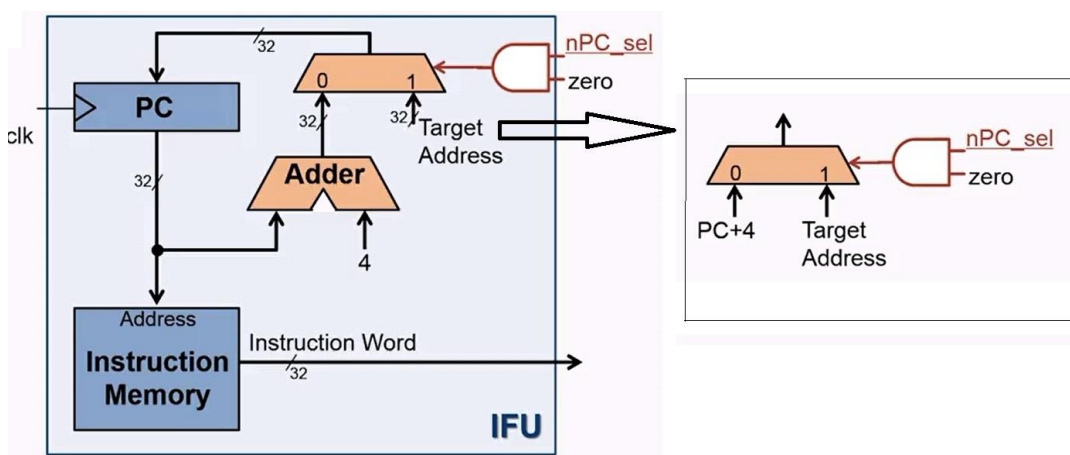 nPC_sel
zero
32
0
1
PC
clk
32
32
Target
Address
Adder
32
4
Address
Instruction
Memory
Instruction Word
32
IFU
nPC_sel
zero
0
1
PC+4
Target
Address